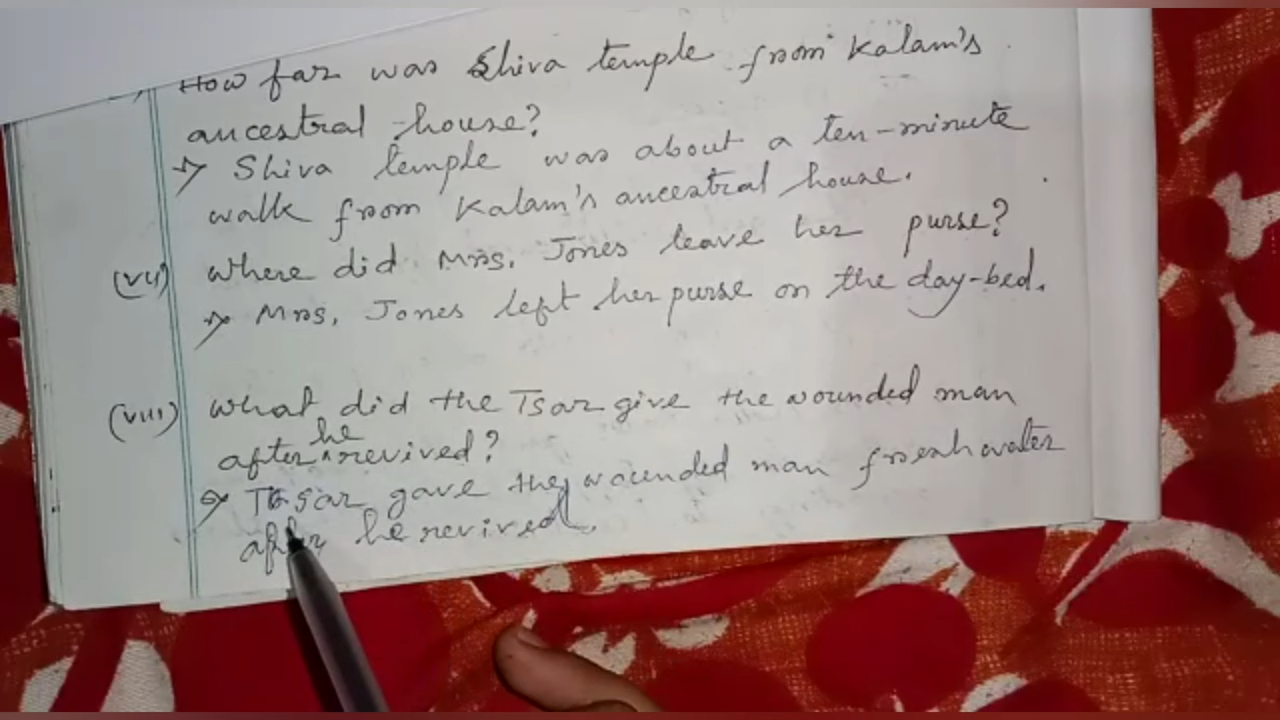 How far was Shiva temple from Kalam's
ancestral house?
→ Shiva temple was about a ten-minute
walk from Kalam's ancestral house.
(VII) Where did Mrs. Jones leave her purse?
→ Mrs. Jones left her purse on the day-bed.
(VIII) What did the Tsar give the wounded man
after he revived?
→ Tsar gave the wounded man fresh water
after he revived.